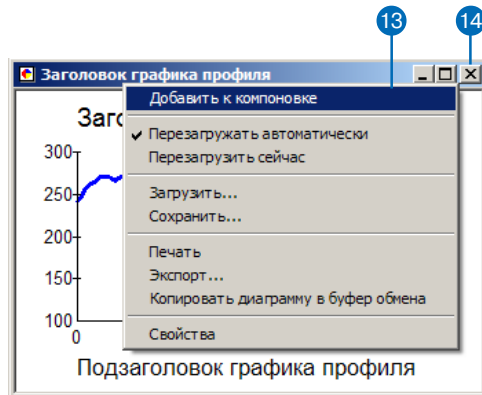 13
14
Заголовок графика профиля
Заго
Добавить к компоновке
Перезагружать автоматически
Перезагрузить сейчас
Загрузить...
Сохранить...
Печать
Экспорт...
Копировать диаграмму в буфер обмена
Свойства
300
250
200
150
100
0
Подзаголовок графика профиля